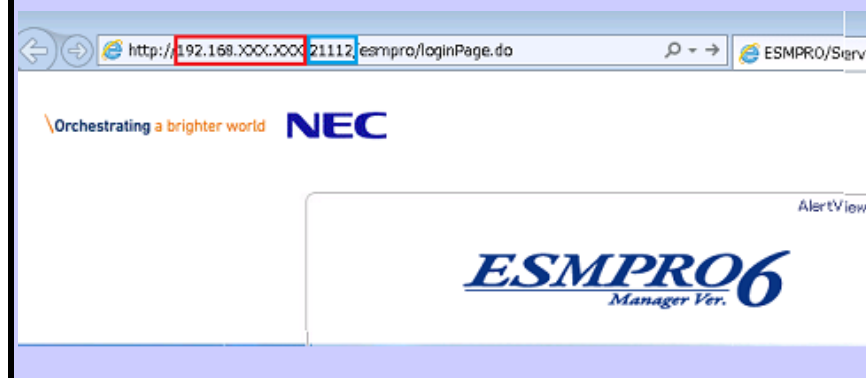 http://192.168.XXX.XXX:21112/esmpro/loginPage.do
ESMPRO/Serv
\Orchestrating a brighter world NEC
AlertView
ESMPRO6
Manager Ver.